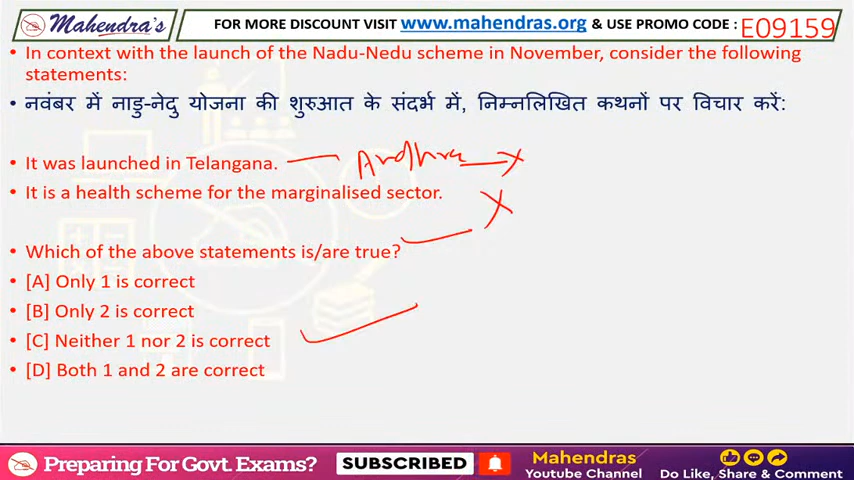 Mahendra's
FOR MORE DISCOUNT VISIT www.mahendras.org & USE PROMO CODE : E09159
• In context with the launch of the Nadu-Nedu scheme in November, consider the following
statements:
• नवंबर में नाडु-नेदु योजना की शुरुआत के संदर्भ में, निम्नलिखित कथनों पर विचार करें:
• It was launched in Telangana. Andhra
• It is a health scheme for the marginalised sector.
• Which of the above statements is/are true?
• [A] Only 1 is correct
• [B] Only 2 is correct
• [C] Neither 1 nor 2 is correct
• [D] Both 1 and 2 are correct
Preparing For Govt. Exams? SUBSCRIBED Mahendras
Youtube Channel Do Like, Share & Comment